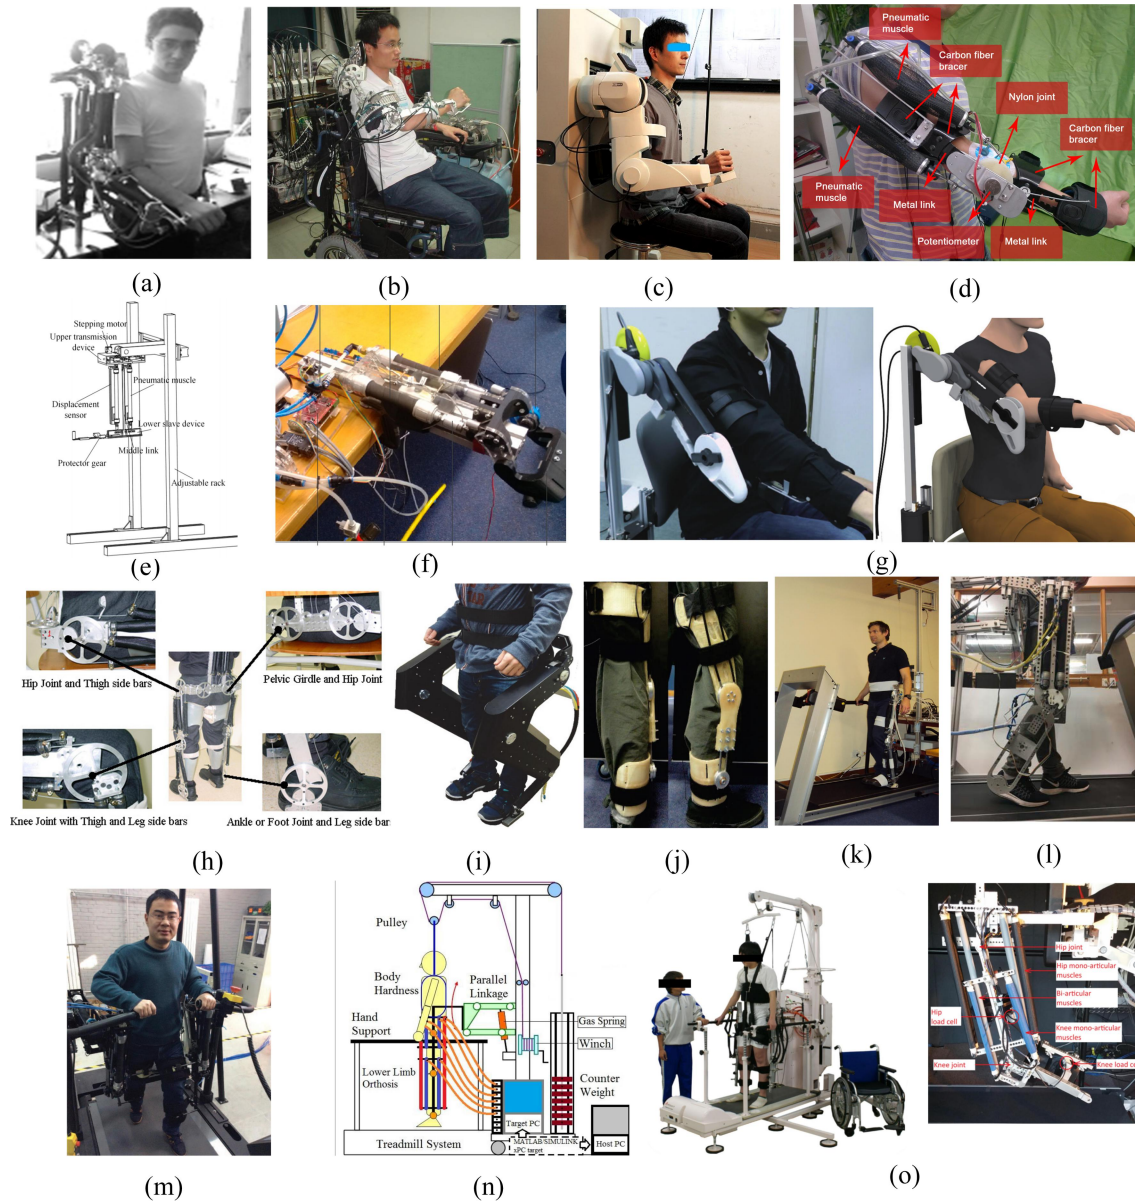 Pneumatic
muscle
Carbon fiber
bracer
Nylon joint
Carbon fiber
bracer
Pneumatic
muscle
Metal link
Potentiometer
Metal link
(a)
(b)
(c)
(d)
Stepping motor
Upper transmission
device
Pneumatic muscle
Displacement
sensor
Lower slave device
Middle link
Protector gear
Adjustable rack
(e)
(f)
(g)
Hip Joint and Thigh side bars
Pelvic Girdle and Hip Joint
Knee Joint with Thigh and Leg side bars
Ankle or Foot Joint and Leg side bar
(h)
(i)
(j)
(k)
(l)
Pulley
Body
Hardness
Parallel
Linkage
Hand
Support
Gas Spring
Winch
Lower Limb
Orthosis
Counter
Weight
Target PC
Treadmill System
MATLAB/SIMULINK
xPC target
Host PC
Hip joint
Hip mono-articular
muscles
Bi-articular
muscles
Hip
load cell
Knee mono-articular
muscles
Knee joint
Knee load ce
(m)
(n)
(o)